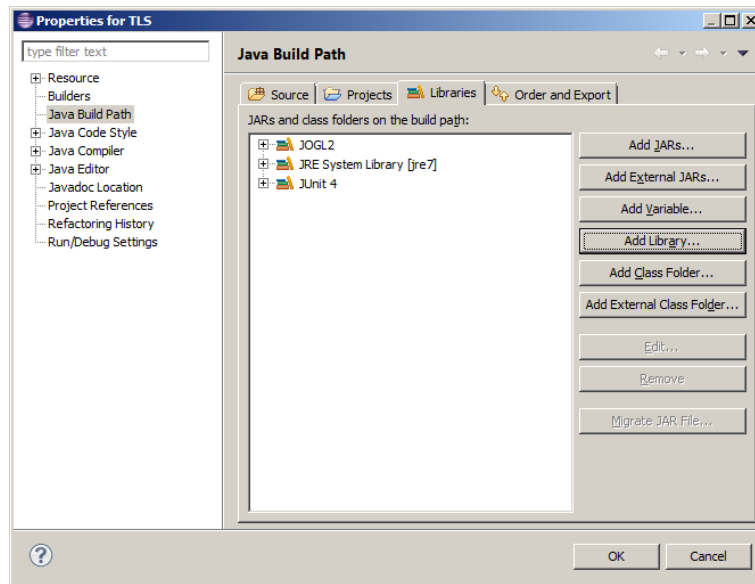 Properties for TLS
type filter text
Resource
Builders
Java Build Path
Java Code Style
Java Compiler
Java Editor
Javadoc Location
Project References
Refactoring History
Run/Debug Settings
Java Build Path
Source Projects Libraries Order and Export
JARs and class folders on the build path:
JOGL2
JRE System Library [jre7]
JUnit 4
Add JARs...
Add External JARs...
Add Variable...
Add Library...
Add Class Folder...
Add External Class Folder...
Edit...
Remove
Migrate JAR File...
?
OK Cancel